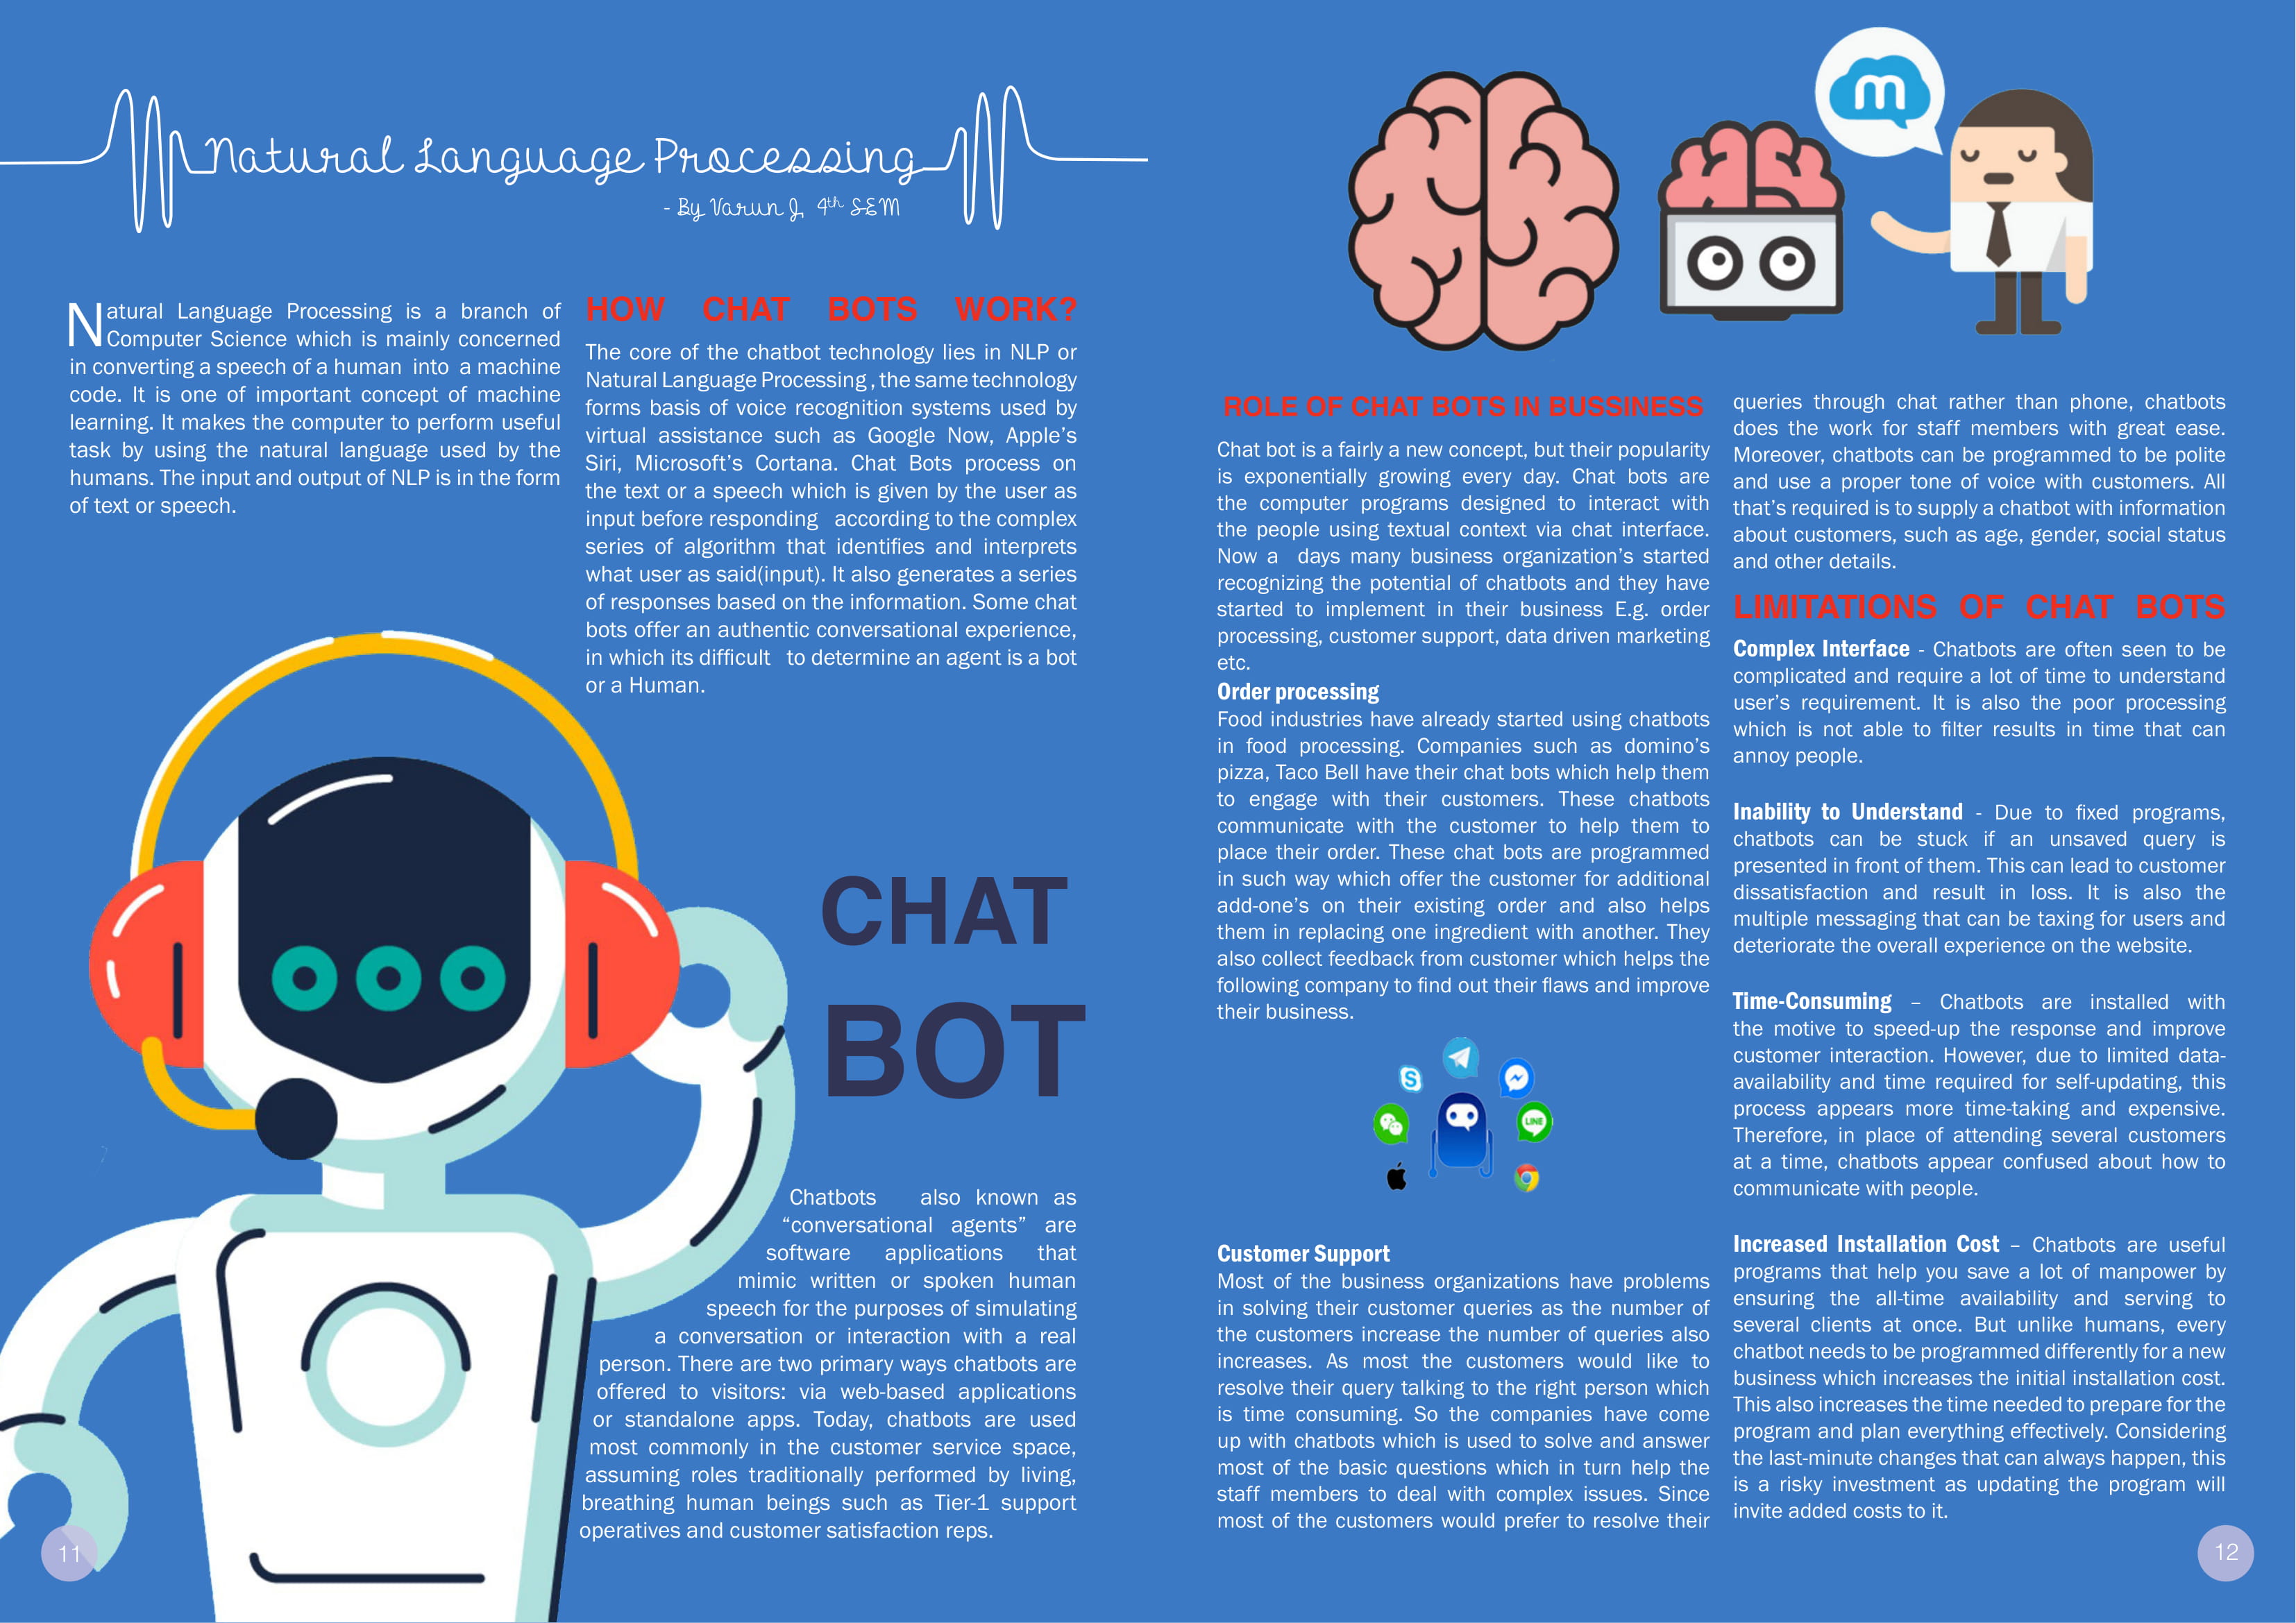 Natural Language Processing
- By Varun J, 4th SEM
Natural Language Processing is a branch of
Computer Science which is mainly concerned
in converting a speech of a human into a machine
code. It is one of important concept of machine
learning. It makes the computer to perform useful
task by using the natural language used by the
humans. The input and output of NLP is in the form
of text or speech.
HOW CHAT BOTS WORK?
The core of the chatbot technology lies in NLP or
Natural Language Processing , the same technology
forms basis of voice recognition systems used by
virtual assistance such as Google Now, Apple's
Siri, Microsoft's Cortana. Chat Bots process on
the text or a speech which is given by the user as
input before responding according to the complex
series of algorithm that identifies and interprets
what user as said(input). It also generates a series
of responses based on the information. Some chat
bots offer an authentic conversational experience,
in which its difficult to determine an agent is a bot
or a Human.
CHAT
BOT
Chatbots also known as
“conversational agents” are
software applications that
mimic written or spoken human
speech for the purposes of simulating
a conversation or interaction with a real
person. There are two primary ways chatbots are
offered to visitors: via web-based applications
or standalone apps. Today, chatbots are used
most commonly in the customer service space,
assuming roles traditionally performed by living,
breathing human beings such as Tier-1 support
operatives and customer satisfaction reps.
11
m
ROLE OF CHAT BOTS IN BUSSINESS
Chat bot is a fairly a new concept, but their popularity
is exponentially growing every day. Chat bots are
the computer programs designed to interact with
the people using textual context via chat interface.
Now a days many business organization's started
recognizing the potential of chatbots and they have
started to implement in their business E.g. order
processing, customer support, data driven marketing
etc.
Order processing
Food industries have already started using chatbots
in food processing. Companies such as domino's
pizza, Taco Bell have their chat bots which help them
to engage with their customers. These chatbots
communicate with the customer to help them to
place their order. These chat bots are programmed
in such way which offer the customer for additional
add-one's on their existing order and also helps
them in replacing one ingredient with another. They
also collect feedback from customer which helps the
following company to find out their flaws and improve
their business.
S
LINE
Customer Support
Most of the business organizations have problems
in solving their customer queries as the number of
the customers increase the number of queries also
increases. As most the customers would like to
resolve their query talking to the right person which
is time consuming. So the companies have come
up with chatbots which is used to solve and answer
most of the basic questions which in turn help the
staff members to deal with complex issues. Since
most of the customers would prefer to resolve their
queries through chat rather than phone, chatbots
does the work for staff members with great ease.
Moreover, chatbots can be programmed to be polite
and use a proper tone of voice with customers. All
that's required is to supply a chatbot with information
about customers, such as age, gender, social status
and other details.
LIMITATIONS OF CHAT BOTS
Complex Interface - Chatbots are often seen to be
complicated and require a lot of time to understand
user's requirement. It is also the poor processing
which is not able to filter results in time that can
annoy people.
Inability to Understand - Due to fixed programs,
chatbots can be stuck if an unsaved query is
presented in front of them. This can lead to customer
dissatisfaction and result in loss. It is also the
multiple messaging that can be taxing for users and
deteriorate the overall experience on the website.
Time-Consuming – Chatbots are installed with
the motive to speed-up the response and improve
customer interaction. However, due to limited data-
availability and time required for self-updating, this
process appears more time-taking and expensive.
Therefore, in place of attending several customers
at a time, chatbots appear confused about how to
communicate with people.
Increased Installation Cost – Chatbots are useful
programs that help you save a lot of manpower by
ensuring the all-time availability and serving to
several clients at once. But unlike humans, every
chatbot needs to be programmed differently for a new
business which increases the initial installation cost.
This also increases the time needed to prepare for the
program and plan everything effectively. Considering
the last-minute changes that can always happen, this
is a risky investment as updating the program will
invite added costs to it.
12